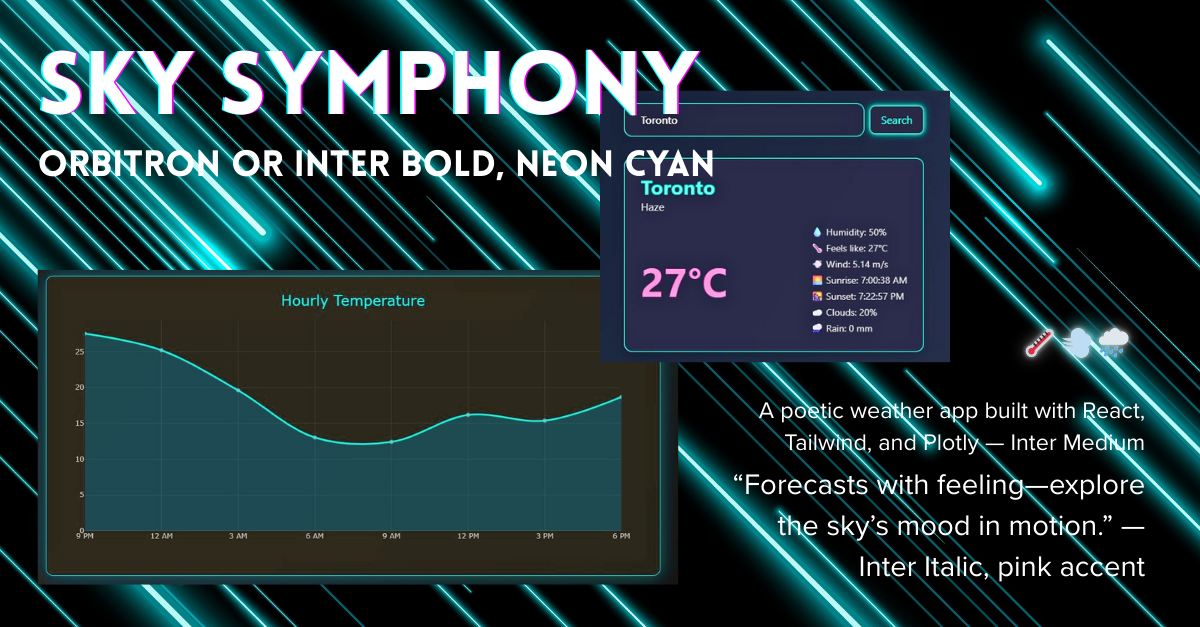 SKY SYMPHONY
ORBITRON OR INTER BOLD, NEON CYAN
Toronto
Search
Toronto
Haze
27°C
💧 Humidity: 50%
🌡️ Feels like: 27°C
💨 Wind: 5.14 m/s
🌅 Sunrise: 7:00:38 AM
🌇 Sunset: 7:22:57 PM
☁️ Clouds: 20%
🌧️ Rain: 0 mm
Hourly Temperature
25
20
15
10
5
0
9 PM 12 AM 3 AM 6 AM 9 AM 12 PM 3 PM 6 PM
🌡️💨🌧️
A poetic weather app built with React,
Tailwind, and Plotly — Inter Medium
“Forecasts with feeling—explore
the sky’s mood in motion.” —
Inter Italic, pink accent